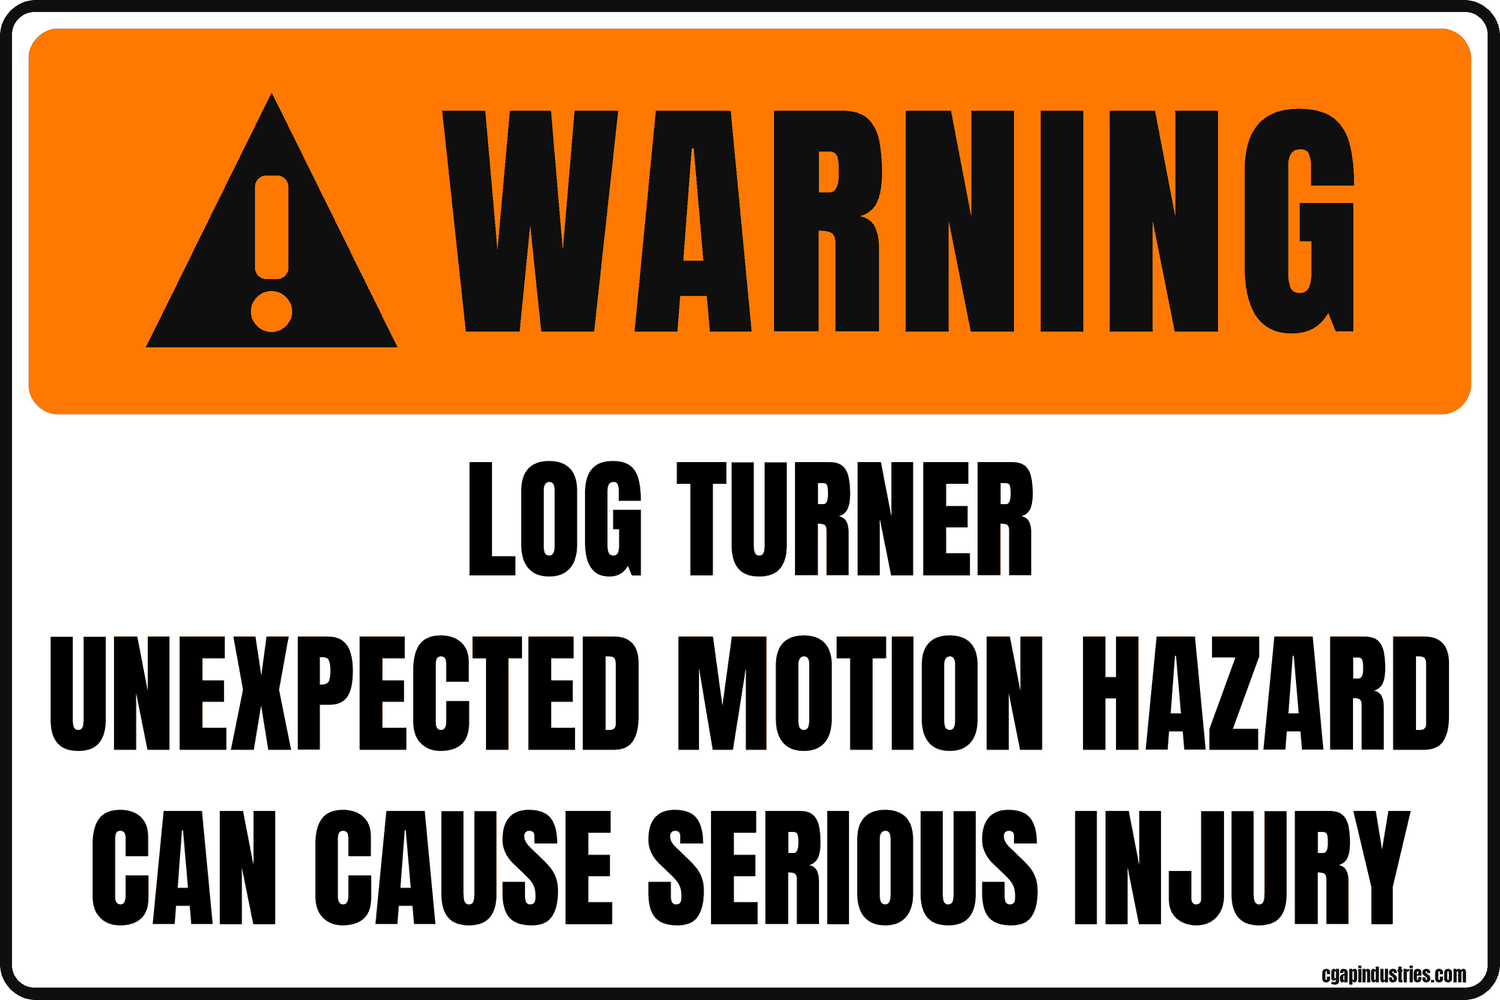 WARNING
LOG TURNER
UNEXPECTED MOTION HAZARD
CAN CAUSE SERIOUS INJURY
cgapindustries.com